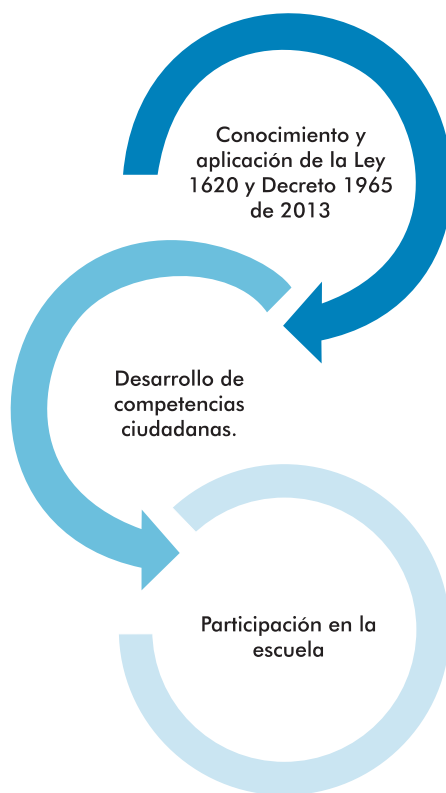 Conocimiento y
aplicación de la Ley
1620 y Decreto 1965
de 2013
Desarrollo de
competencias
ciudadanas.
Participación en la
escuela